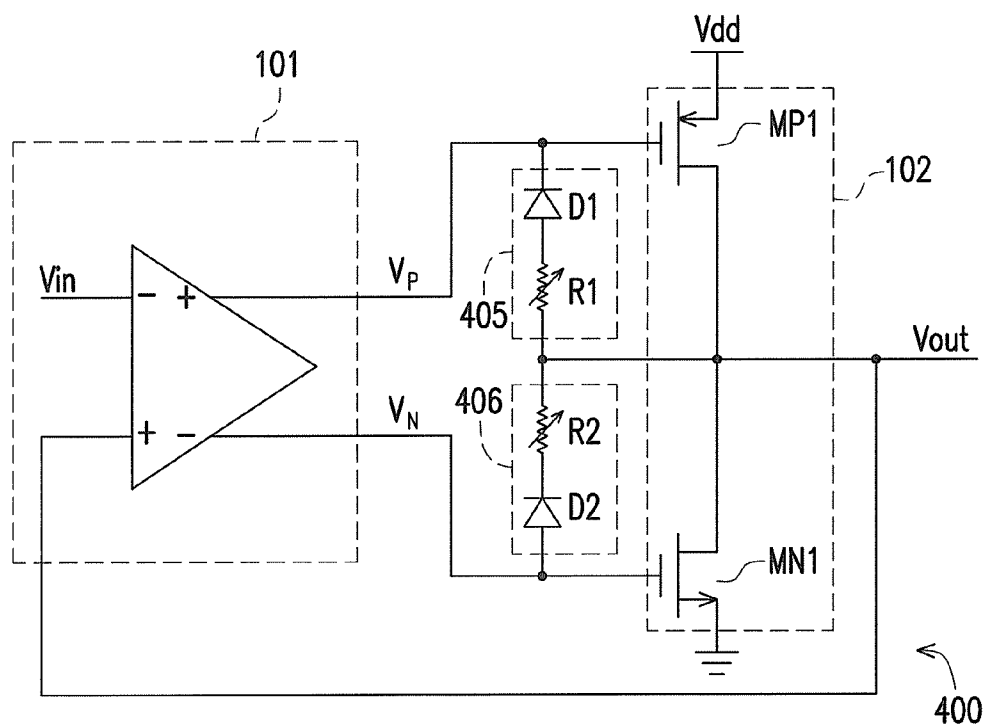 Vdd
101
MP1
102
D1
Vin
- +
V_P
R1
405
Vout
406
V_N
R2
+ -
D2
MN1
400